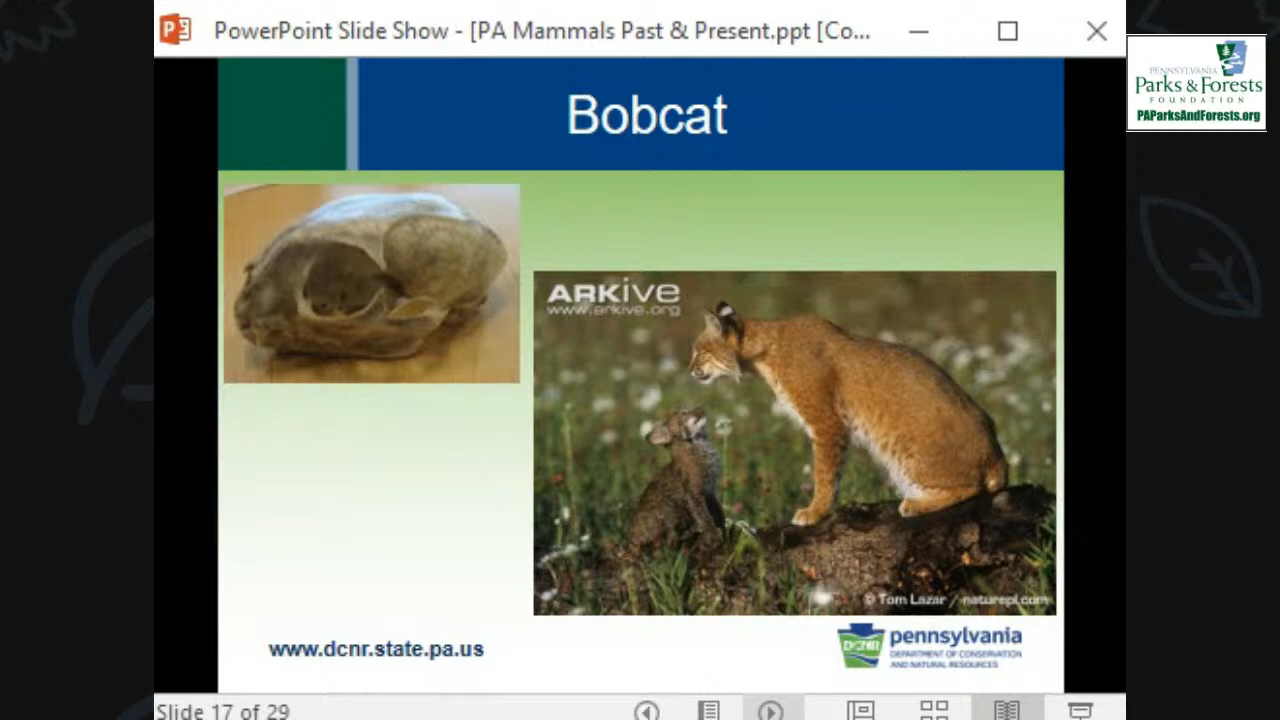 PowerPoint Slide Show - [PA Mammals Past & Present.ppt [Co...
PENNSYLVANIA
Parks & Forests
FOUNDATION
PAParksAndForests.org
Bobcat
ARKive
www.arkive.org
© Tom Lazar / naturepl.com
www.dcnr.state.pa.us
DCNR
pennsylvania
DEPARTMENT OF CONSERVATION
AND NATURAL RESOURCES
Slide 17 of 29